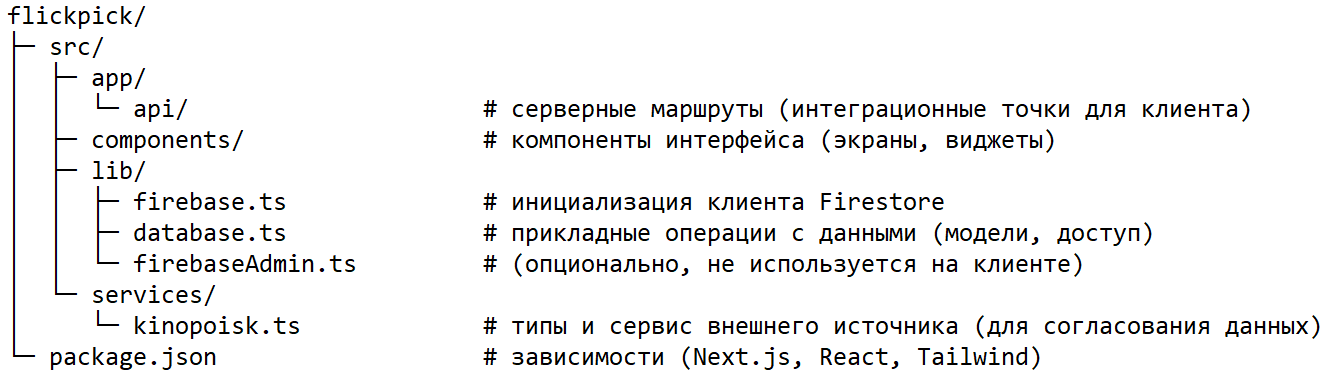 flickpick/
├─ src/
│  ├─ app/
│  │  └─ api/                     # серверные маршруты (интеграционные точки для клиента)
│  ├─ components/                 # компоненты интерфейса (экраны, виджеты)
│  ├─ lib/
│  │  ├─ firebase.ts              # инициализация клиента Firestore
│  │  ├─ database.ts              # прикладные операции с данными (модели, доступ)
│  │  └─ firebaseAdmin.ts         # (опционально, не используется на клиенте)
│  └─ services/
│     └─ kinopoisk.ts             # типы и сервис внешнего источника (для согласования данных)
└─ package.json                   # зависимости (Next.js, React, Tailwind)